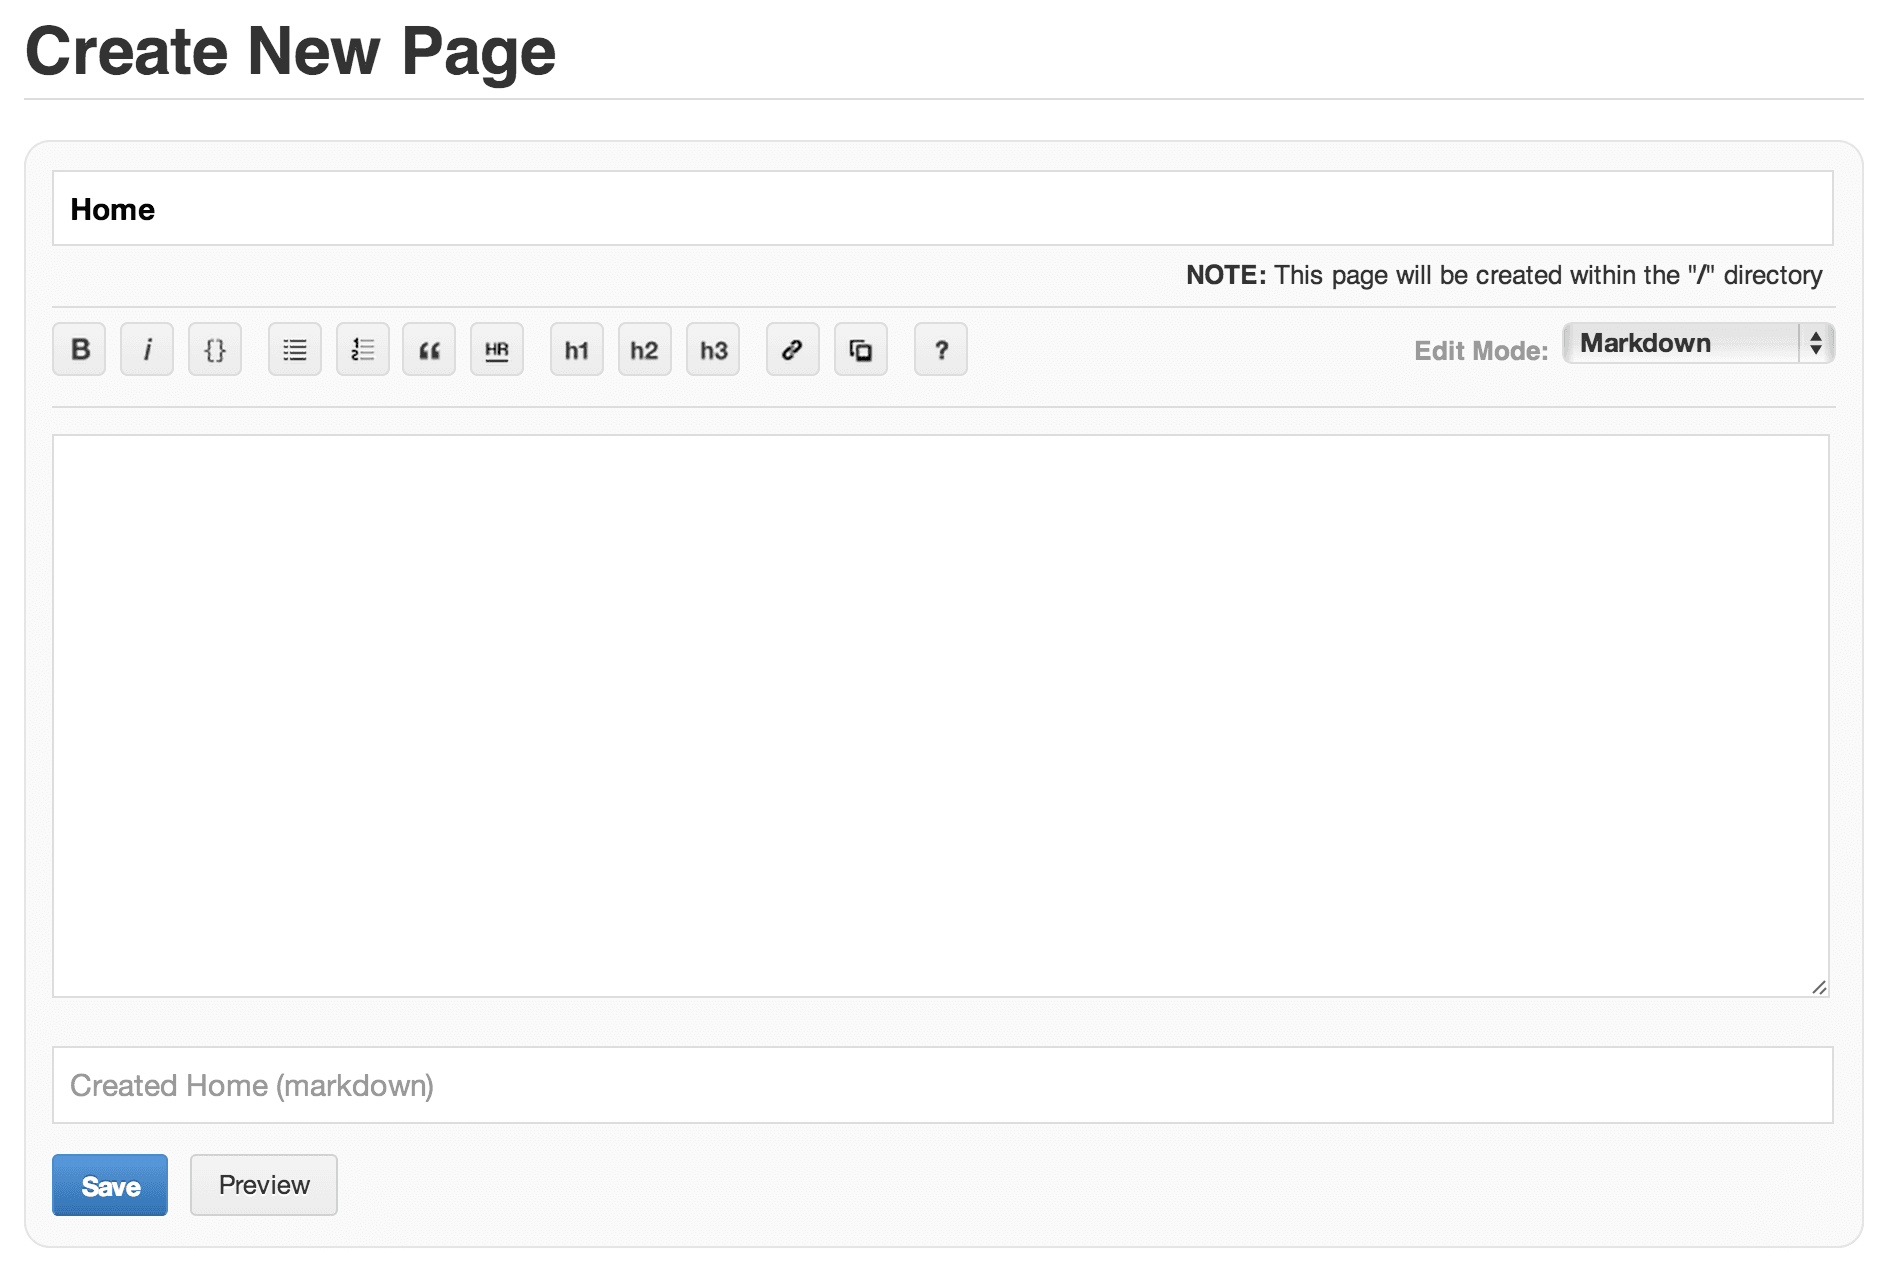 Create New Page
Home
NOTE: This page will be created within the "/" directory
B i {} “ HR h1 h2 h3 ? Edit Mode: Markdown
Created Home (markdown)
Save Preview